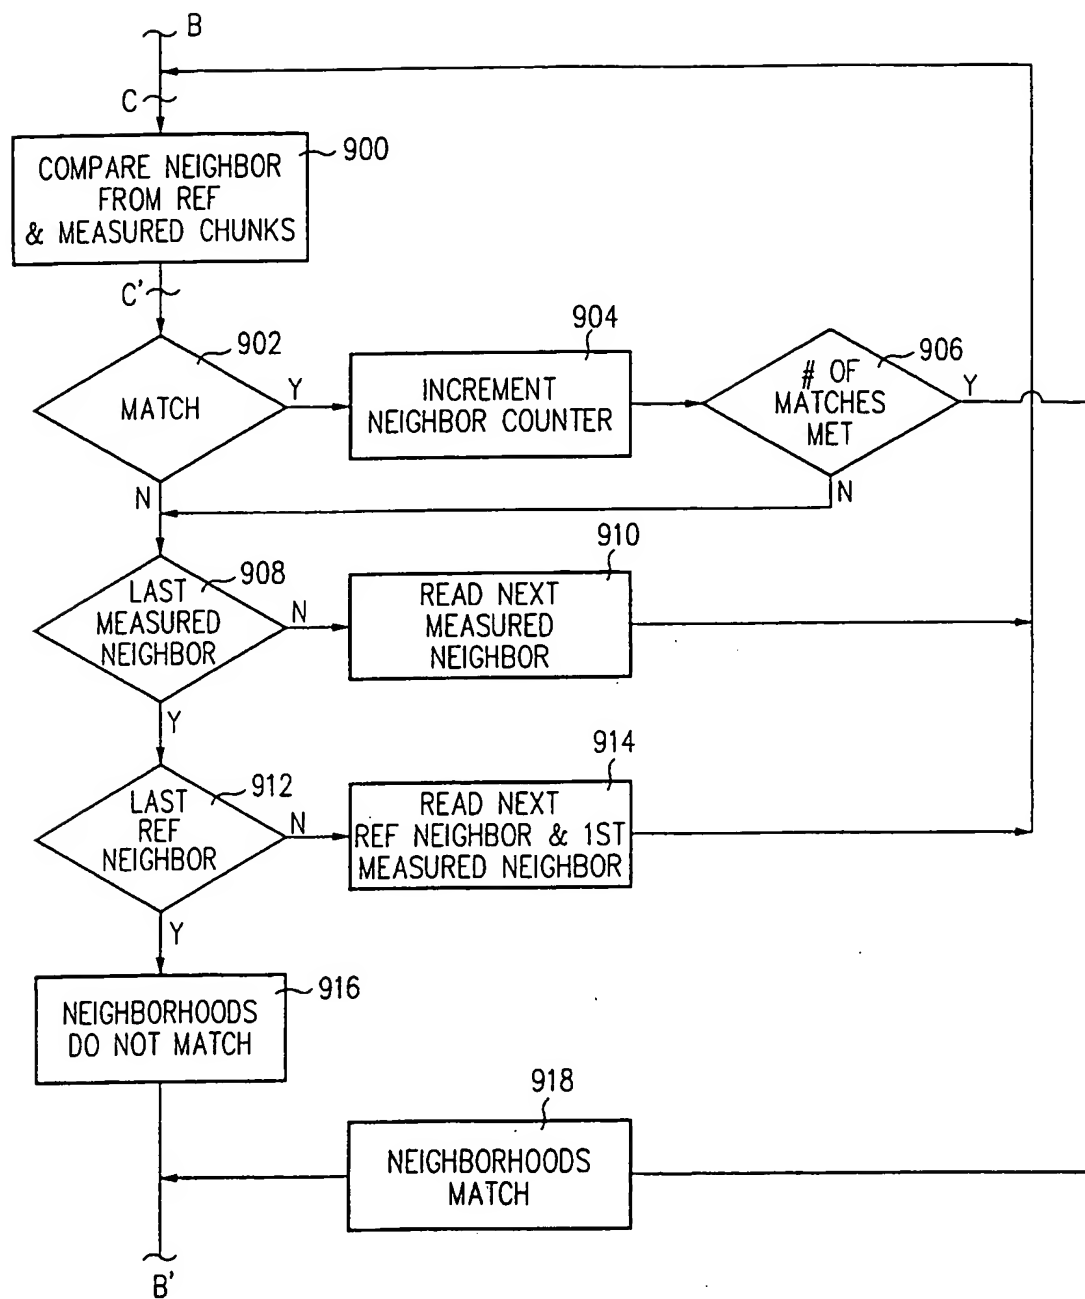 B
C
900
COMPARE NEIGHBOR
FROM REF
& MEASURED CHUNKS
C'
902
MATCH
Y
N
904
INCREMENT
NEIGHBOR COUNTER
906
# OF
MATCHES
MET
Y
N
908
LAST
MEASURED
NEIGHBOR
N
Y
910
READ NEXT
MEASURED
NEIGHBOR
912
LAST
REF
NEIGHBOR
N
Y
914
READ NEXT
REF NEIGHBOR & 1ST
MEASURED NEIGHBOR
916
NEIGHBORHOODS
DO NOT MATCH
918
NEIGHBORHOODS
MATCH
B'